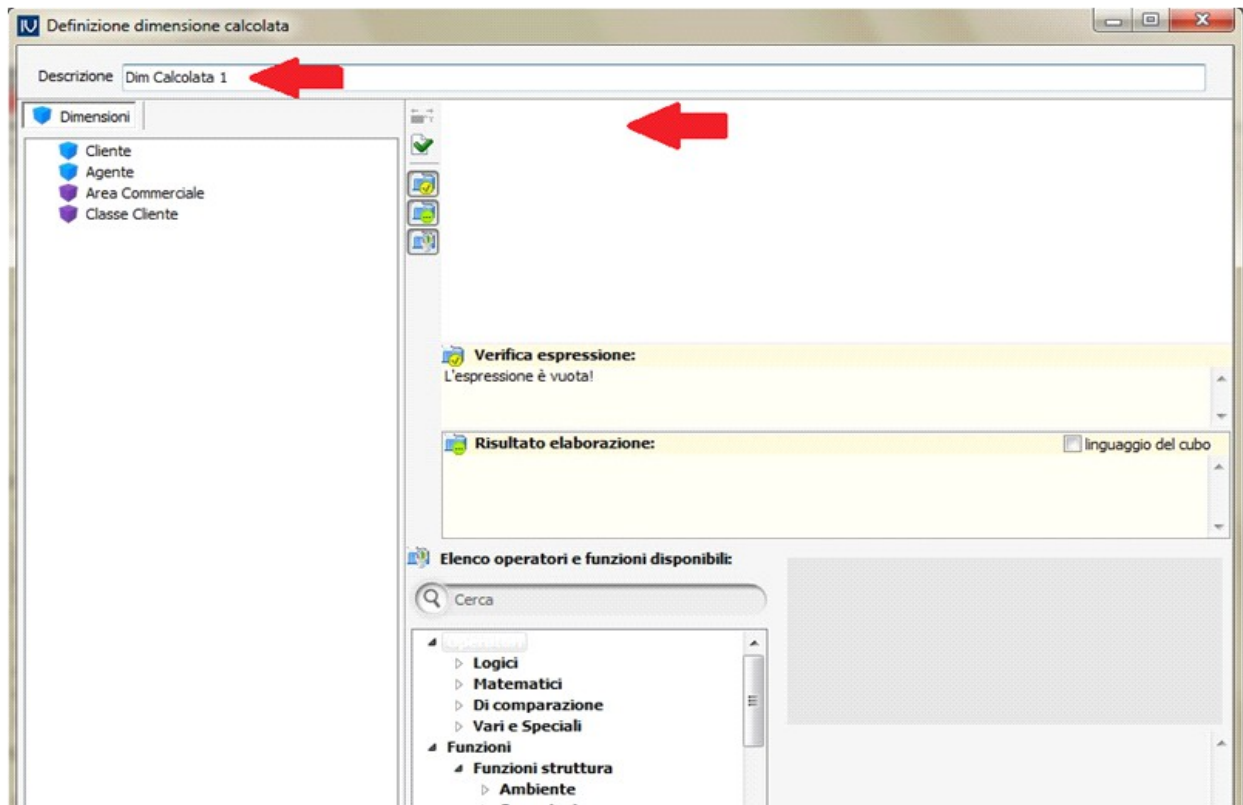 Definizione dimensione calcolata
Descrizione Dim Calcolata 1
Dimensioni
Cliente
Agente
Area Commerciale
Classe Cliente
Verifica espressione:
L'espressione è vuota!
Risultato elaborazione:
linguaggio del cubo
Elenco operatori e funzioni disponibili:
Cerca
Logici
Matematici
Di comparazione
Vari e Speciali
Funzioni
Funzioni struttura
Ambiente